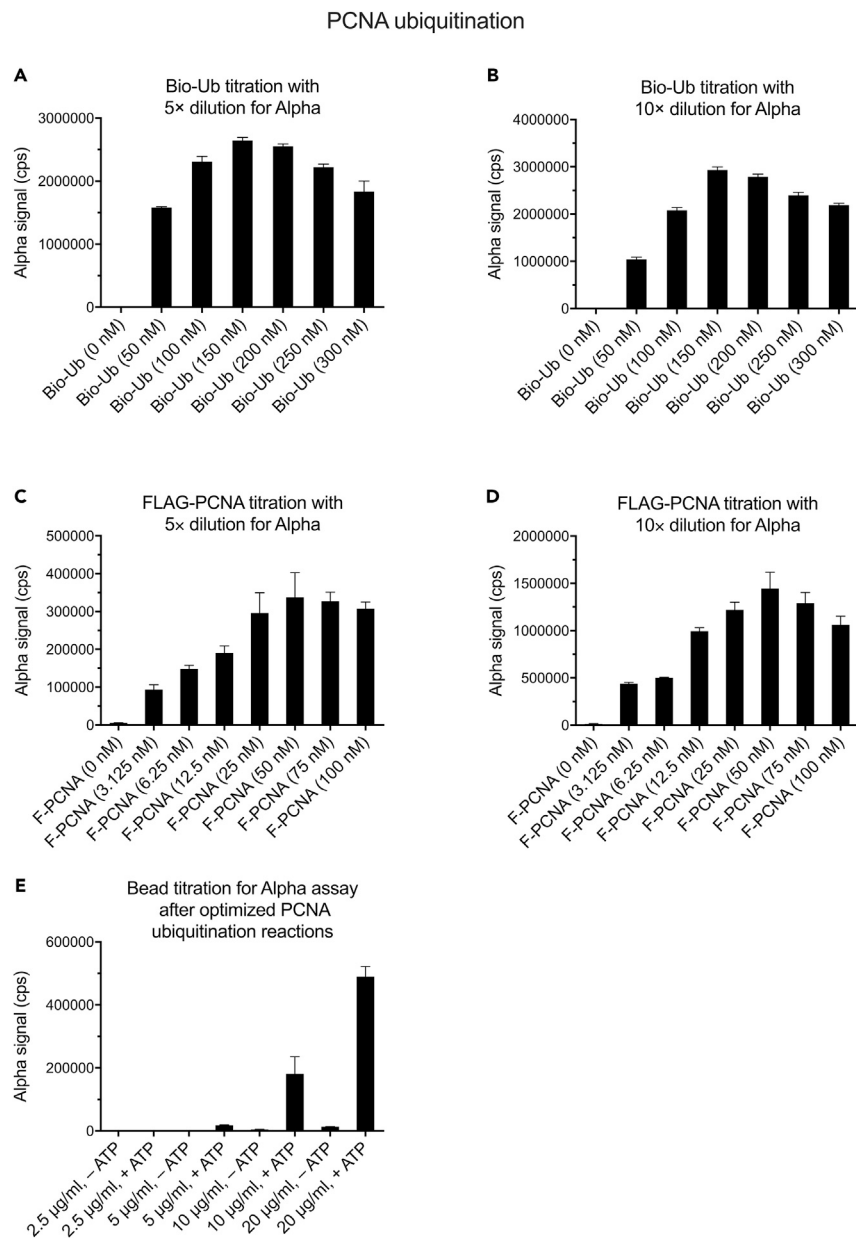 PCNA ubiquitination
A
Bio-Ub titration with
5× dilution for Alpha
Alpha signal (cps)
3000000
2000000
1000000
0
Bio-Ub (0 nM)
Bio-Ub (50 nM)
Bio-Ub (100 nM)
Bio-Ub (150 nM)
Bio-Ub (200 nM)
Bio-Ub (250 nM)
Bio-Ub (300 nM)
B
Bio-Ub titration with
10× dilution for Alpha
Alpha signal (cps)
4000000
3000000
2000000
1000000
0
Bio-Ub (0 nM)
Bio-Ub (50 nM)
Bio-Ub (100 nM)
Bio-Ub (150 nM)
Bio-Ub (200 nM)
Bio-Ub (250 nM)
Bio-Ub (300 nM)
C
FLAG-PCNA titration with
5× dilution for Alpha
Alpha signal (cps)
500000
400000
300000
200000
100000
0
F-PCNA (0 nM)
F-PCNA (3.125 nM)
F-PCNA (6.25 nM)
F-PCNA (12.5 nM)
F-PCNA (25 nM)
F-PCNA (50 nM)
F-PCNA (75 nM)
F-PCNA (100 nM)
D
FLAG-PCNA titration with
10× dilution for Alpha
Alpha signal (cps)
2000000
1500000
1000000
500000
0
F-PCNA (0 nM)
F-PCNA (3.125 nM)
F-PCNA (6.25 nM)
F-PCNA (12.5 nM)
F-PCNA (25 nM)
F-PCNA (50 nM)
F-PCNA (75 nM)
F-PCNA (100 nM)
E
Bead titration for Alpha assay
after optimized PCNA
ubiquitination reactions
Alpha signal (cps)
600000
400000
200000
0
2.5 µg/ml, – ATP
2.5 µg/ml, + ATP
5 µg/ml, – ATP
5 µg/ml, + ATP
10 µg/ml, – ATP
10 µg/ml, + ATP
20 µg/ml, – ATP
20 µg/ml, + ATP